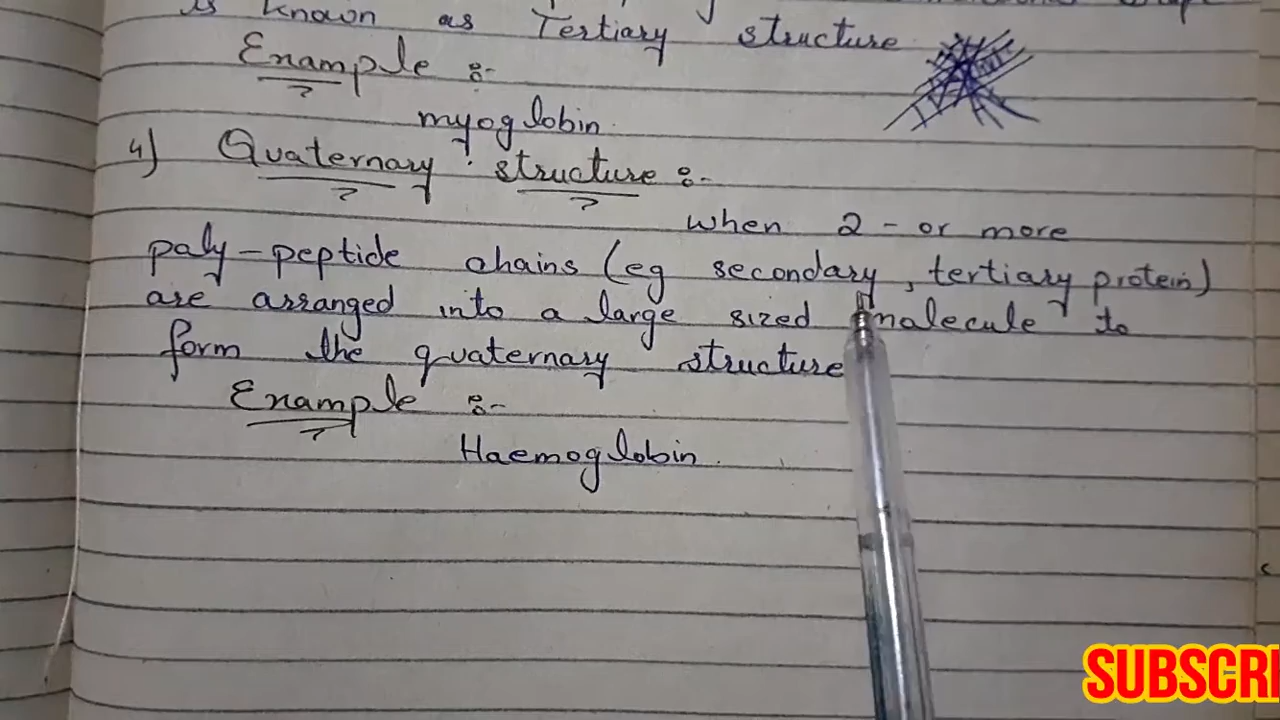 is known as Tertiary structure
Example :-
myoglobin.
4) Quaternary structure :-
when 2 - or more
paly-peptide chains (eg secondary, tertiary protein)
are arranged into a large sized molecule to
form the quaternary structure
Example :-
Haemoglobin.
SUBSCRI